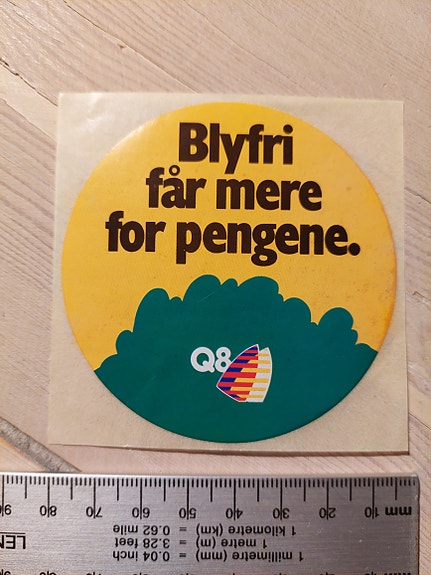 Blyfri
får mere
for pengene.
Q8
mm 10 20 30 40 50 60 70 80 90
1 millimetre (mm) = 0.04 inch
1 metre (m) = 3.28 feet
1 kilometre (km) = 0.62 mile
LEN